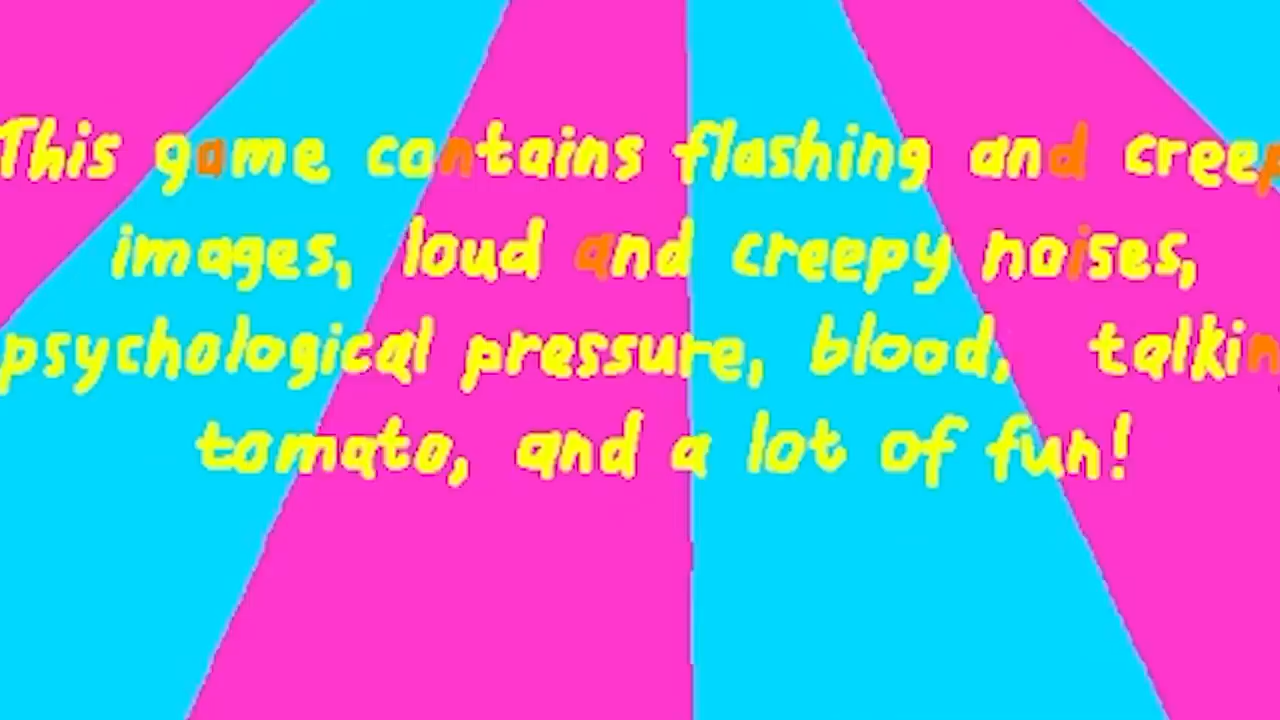 This game contains flashing and creep
images, loud and creepy noises,
psychological pressure, blood, talkin
tomato, and a lot of fun!